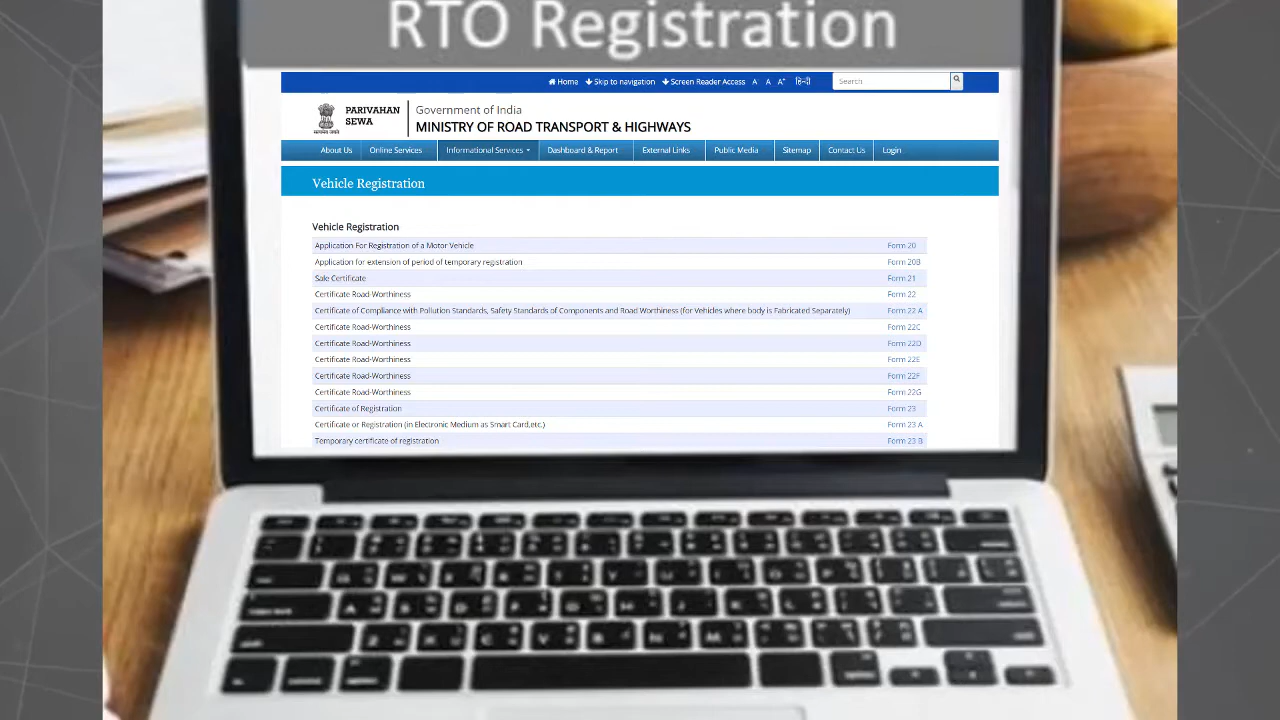 RTO Registration
Home Skip to navigation Screen Reader Access A- A A+ हिन्दी Search
PARIVAHAN SEWA
Government of India
MINISTRY OF ROAD TRANSPORT & HIGHWAYS
About Us Online Services Informational Services Dashboard & Report External Links Public Media Sitemap Contact Us Login
Vehicle Registration
Vehicle Registration
Application For Registration of a Motor Vehicle Form 20
Application for extension of period of temporary registration Form 20B
Sale Certificate Form 21
Certificate Road-Worthiness Form 22
Certificate of Compliance with Pollution Standards, Safety Standards of Components and Road Worthiness (for Vehicles where body is Fabricated Separately) Form 22 A
Certificate Road-Worthiness Form 22C
Certificate Road-Worthiness Form 22D
Certificate Road-Worthiness Form 22E
Certificate Road-Worthiness Form 22F
Certificate Road-Worthiness Form 22G
Certificate of Registration Form 23
Certificate or Registration (in Electronic Medium as Smart Card,etc.) Form 23 A
Temporary certificate of registration Form 23 B